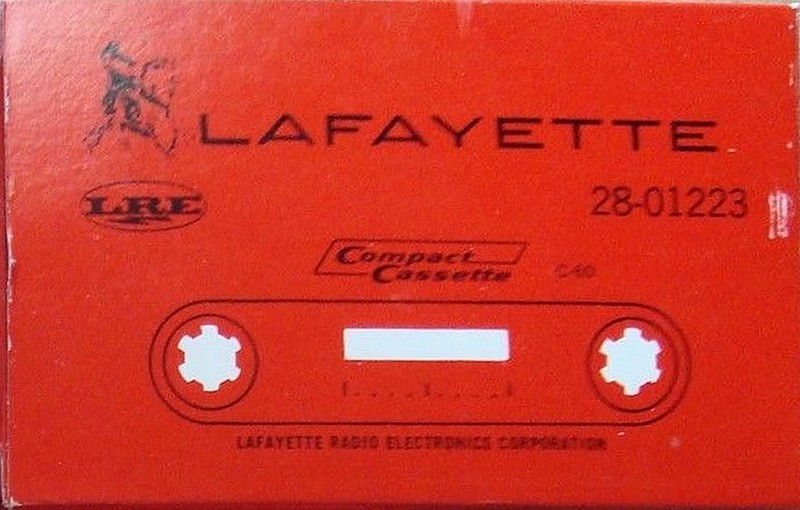 LAFAYETTE
LRE
28-01223
Compact
Cassette
C-60
LAFAYETTE RADIO ELECTRONICS CORPORATION